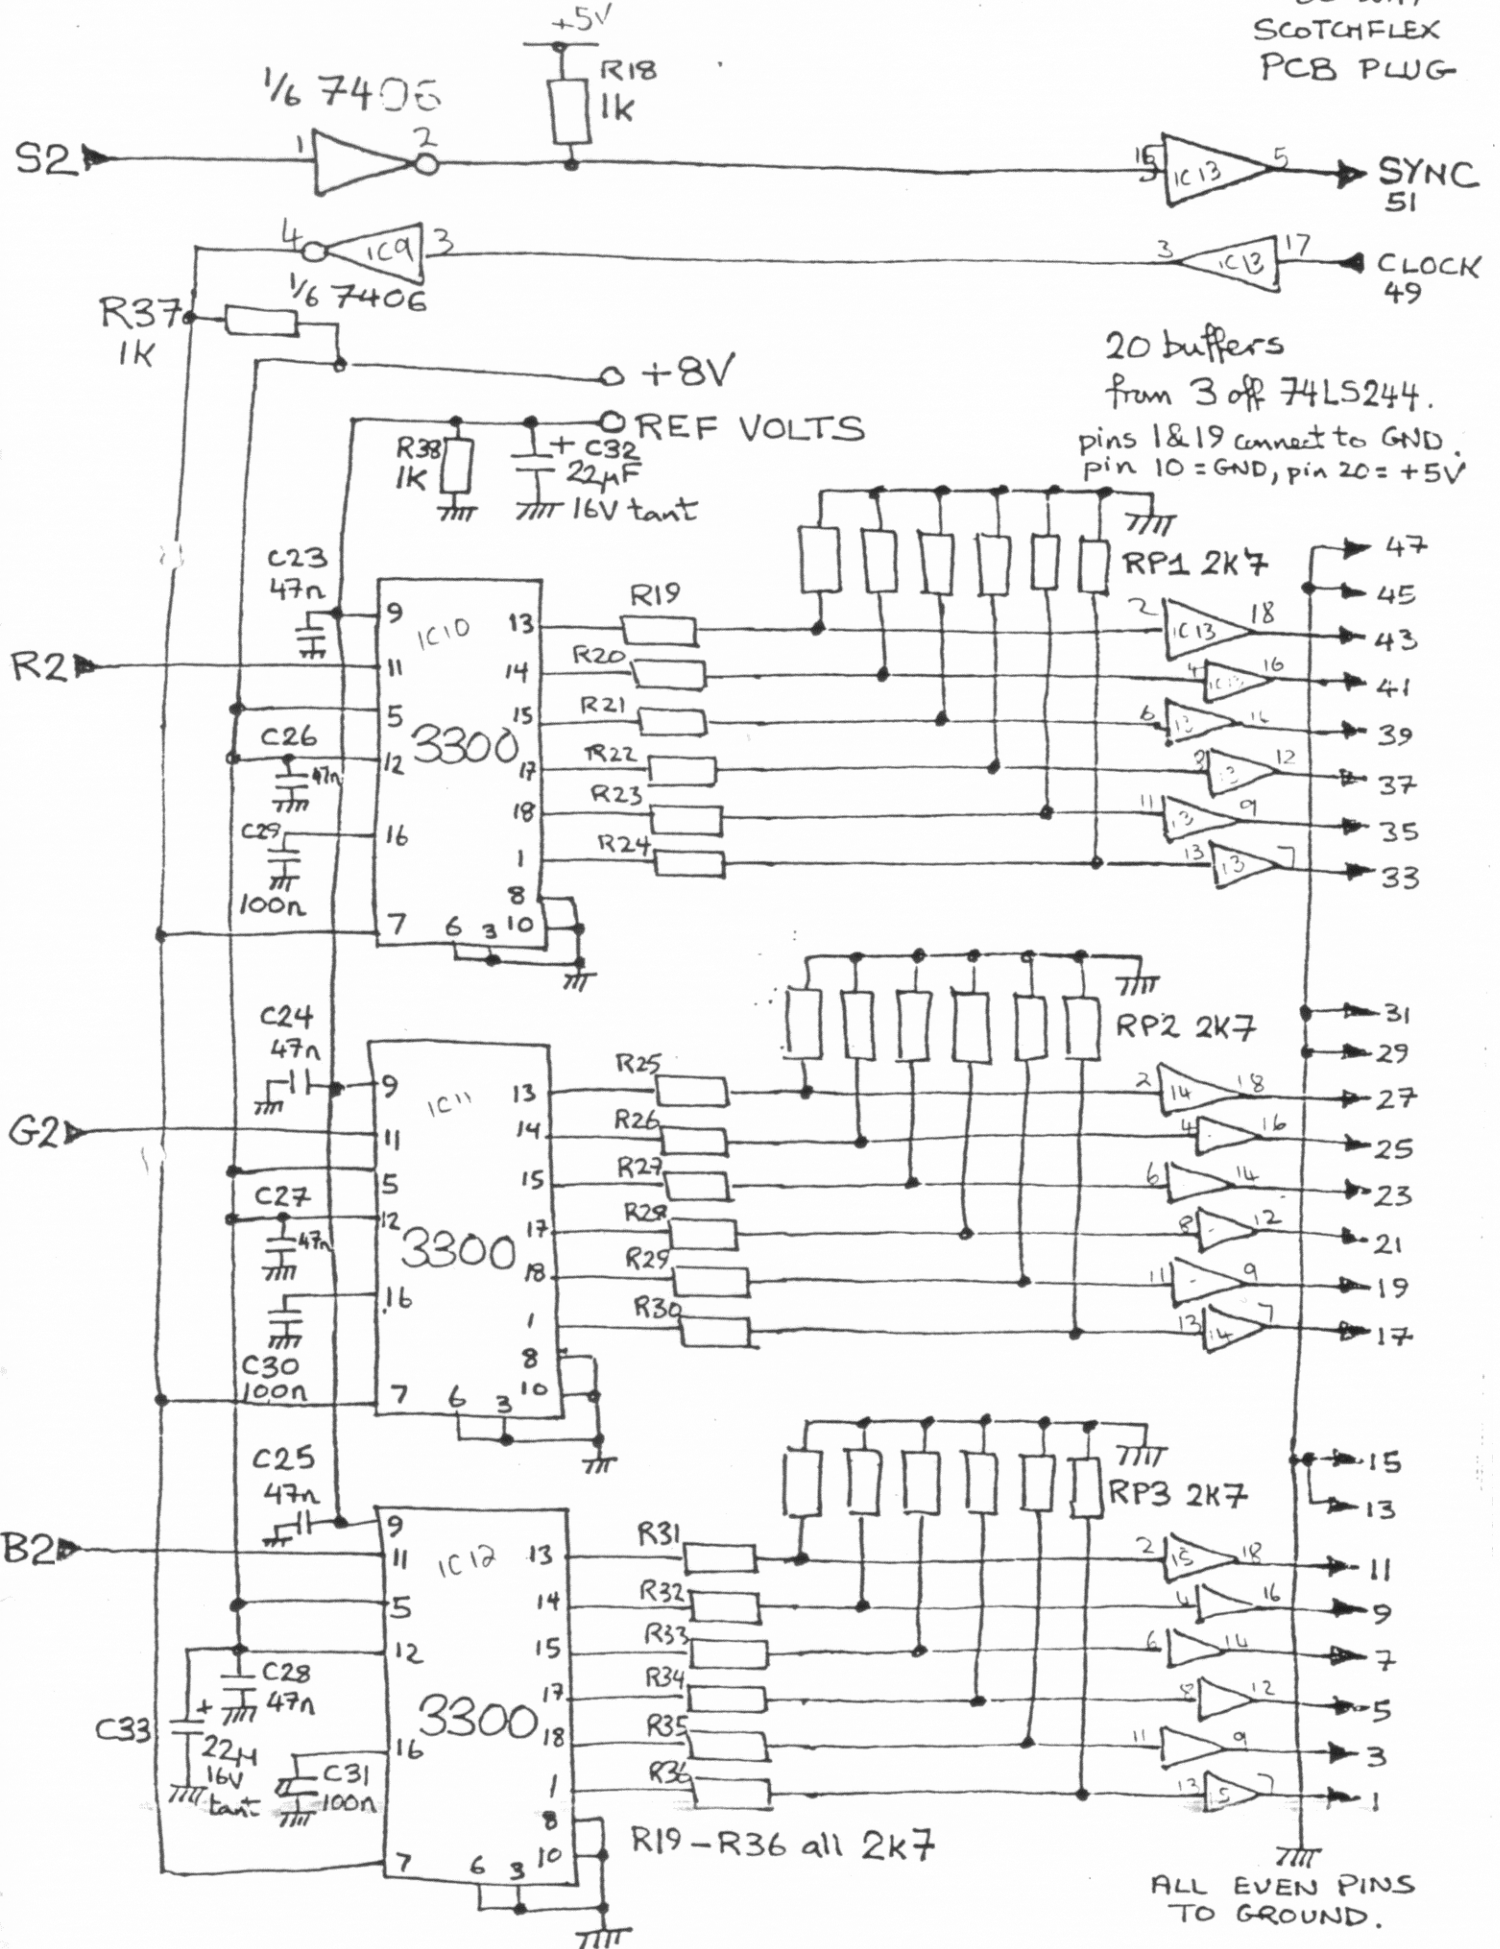 +5V
SCOTCHFLEX
PCB PLUG
1/6 7406
R18
1K
S2
1
2
15
IC13
5
SYNC
51
4
IC9
3
3
IC13
17
CLOCK
49
1/6 7406
R37
1K
+8V
REF VOLTS
R38
1K
+ C32
22µF
16V tant
20 buffers
from 3 off 74LS244.
pins 1&19 connect to GND.
pin 10 = GND, pin 20 = +5V
RP1 2K7
47
45
C23
47n
9
IC10
13
R19
2
IC13
18
43
R2
11
14
R20
4
IC13
16
41
5
15
R21
6
13
39
C26
47n
12
3300
17
R22
12
37
C29
100n
16
18
R23
11
13
9
35
1
R24
13
13
7
33
8
7
6
3
10
RP2 2K7
31
29
C24
47n
9
IC11
13
R25
2
14
18
27
G2
11
14
R26
4
16
25
5
15
R27
6
14
23
C27
47n
12
3300
17
R28
8
12
21
16
18
R29
11
9
19
C30
100n
1
R30
13
14
7
17
8
7
6
3
10
RP3 2K7
15
13
C25
47n
9
IC12
13
R31
2
15
18
11
B2
11
14
R32
4
16
9
5
15
R33
6
14
7
C28
47n
12
3300
17
R34
8
12
5
C33
+
22µ
16V
tant
16
C31
100n
18
R35
11
9
3
1
R36
13
7
1
8
7
6
3
10
R19 – R36 all 2K7
ALL EVEN PINS
TO GROUND.